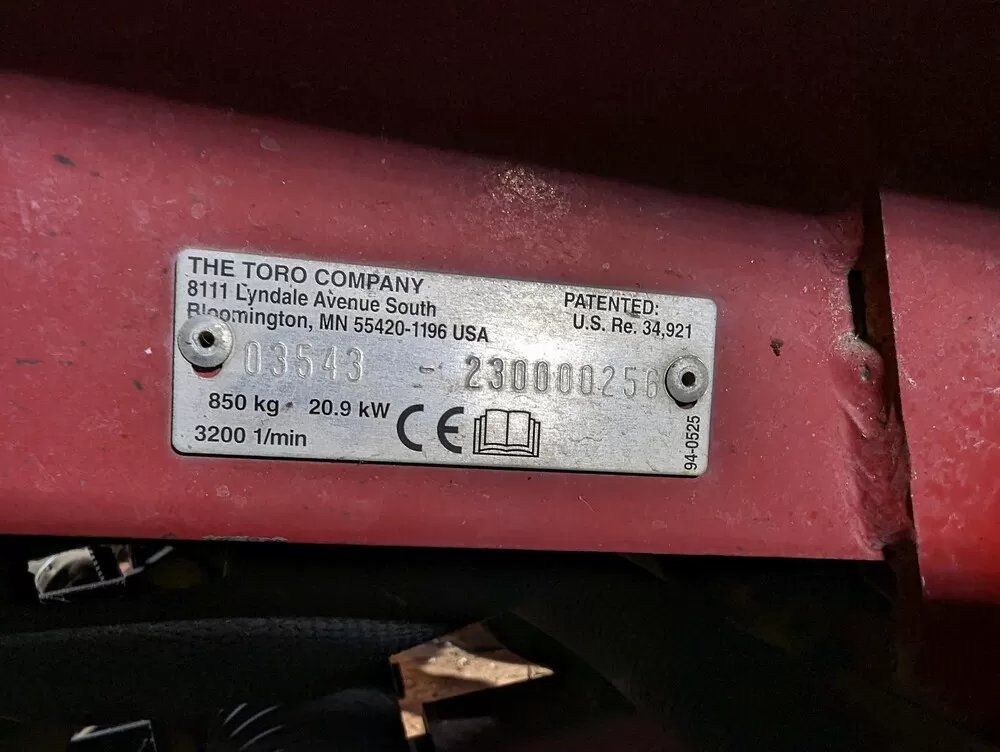 THE TORO COMPANY
8111 Lyndale Avenue South
Bloomington, MN 55420-1196 USA
PATENTED:
U.S. Re. 34,921
03543 - 230000256
850 kg 20.9 kW CE
3200 1/min
94-0525